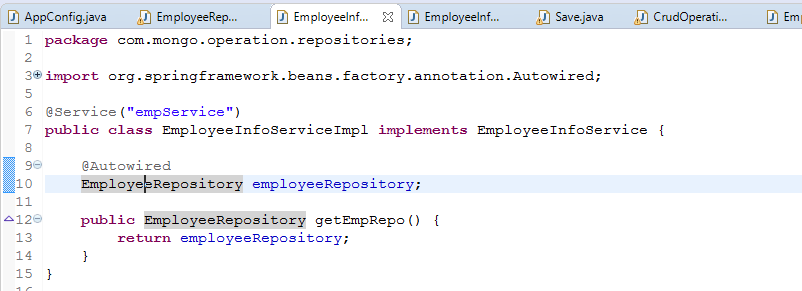 AppConfig.java EmployeeRep... EmployeeInf... EmployeeInf... Save.java CrudOperati... Em
1 package com.mongo.operation.repositories;
2
3 import org.springframework.beans.factory.annotation.Autowired;
5
6 @Service("empService")
7 public class EmployeeInfoServiceImpl implements EmployeeInfoService {
8
9 @Autowired
10 EmployeeRepository employeeRepository;
11
12 public EmployeeRepository getEmpRepo() {
13 return employeeRepository;
14 }
15 }
16